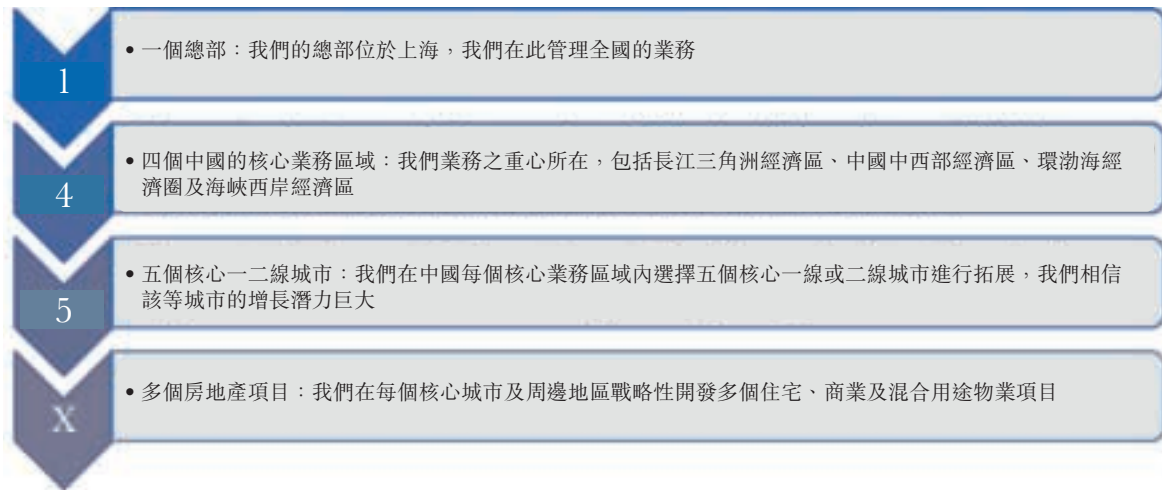 1
• 一個總部：我們的總部位於上海，我們在此管理全國的業務
4
• 四個中國的核心業務區域：我們業務之重心所在，包括長江三角洲經濟區、中國中西部經濟區、環渤海經
濟圈及海峽西岸經濟區
5
• 五個核心一二線城市：我們在中國每個核心業務區域內選擇五個核心一線或二線城市進行拓展，我們相信
該等城市的增長潛力巨大
X
• 多個房地產項目：我們在每個核心城市及周邊地區戰略性開發多個住宅、商業及混合用途物業項目